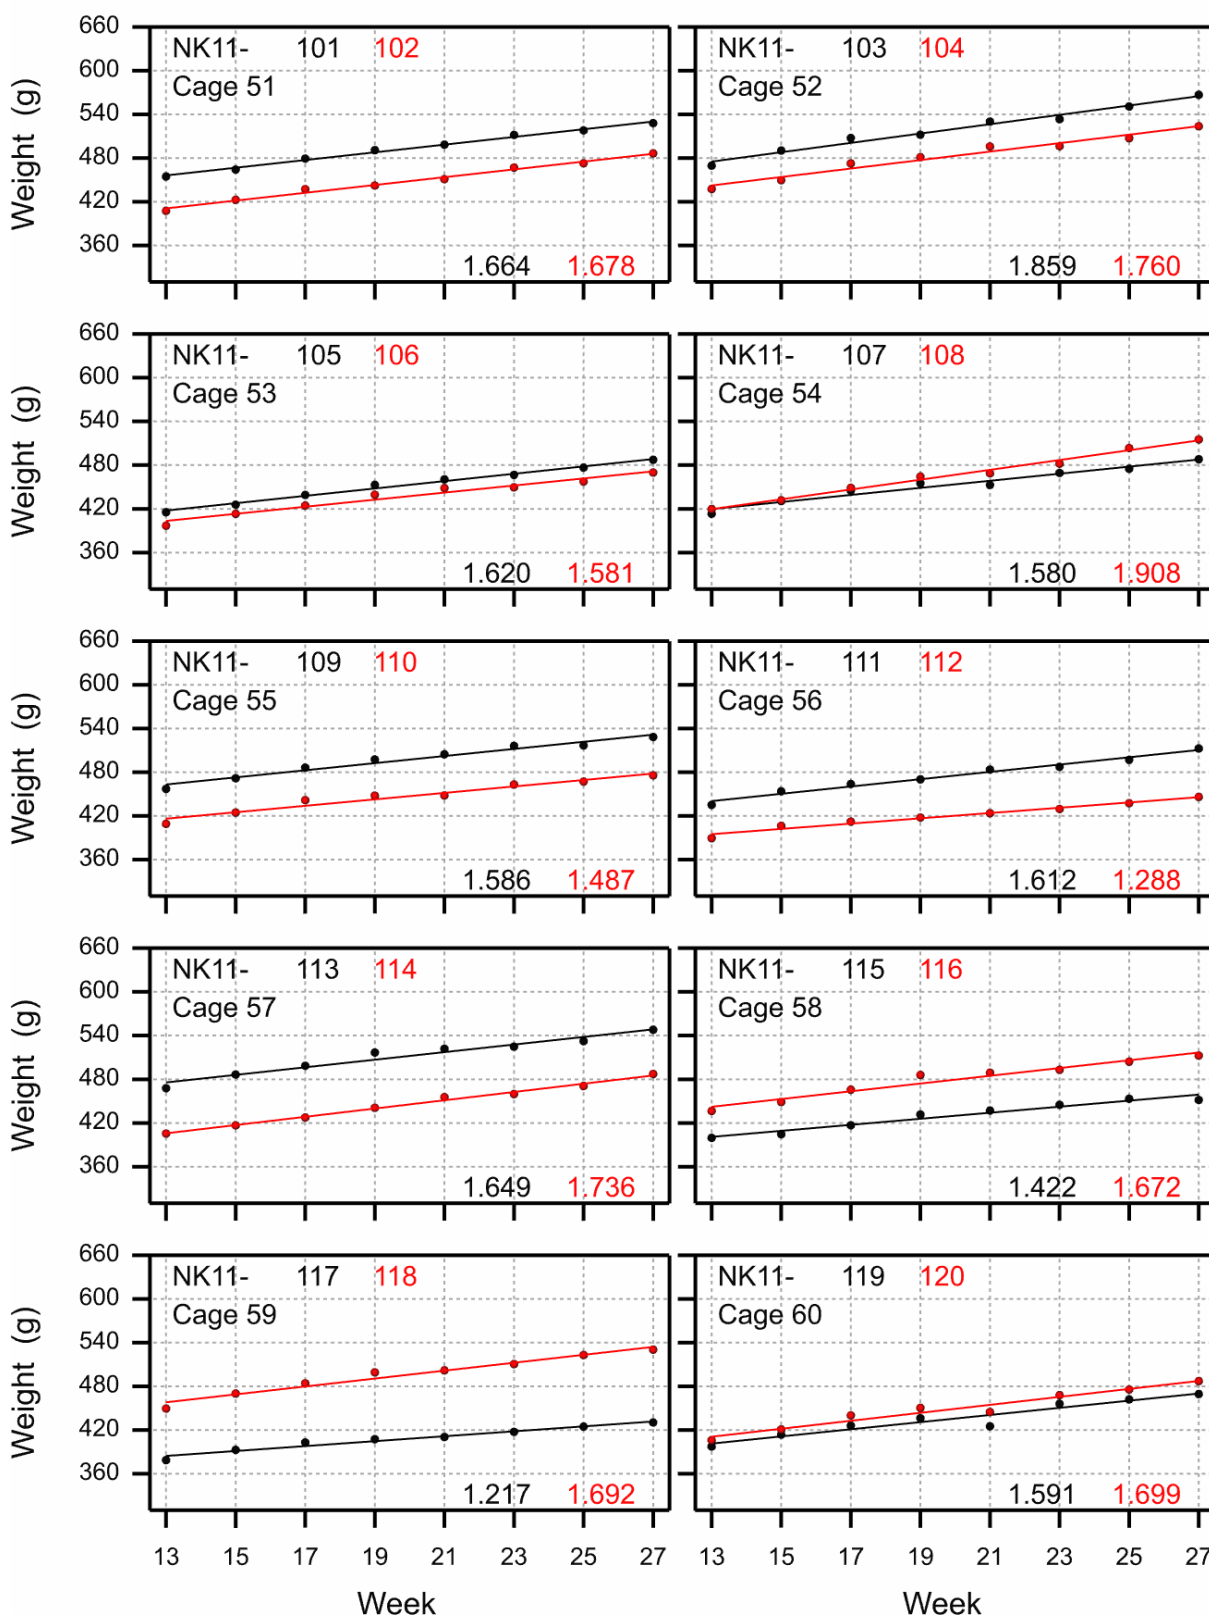 660
600
540
480
420
360
Weight (g)
NK11- 101 102
Cage 51
1.664 1.678
NK11- 103 104
Cage 52
1.859 1.760
660
600
540
480
420
360
Weight (g)
NK11- 105 106
Cage 53
1.620 1.581
NK11- 107 108
Cage 54
1.580 1.908
660
600
540
480
420
360
Weight (g)
NK11- 109 110
Cage 55
1.586 1.487
NK11- 111 112
Cage 56
1.612 1.288
660
600
540
480
420
360
Weight (g)
NK11- 113 114
Cage 57
1.649 1.736
NK11- 115 116
Cage 58
1.422 1.672
660
600
540
480
420
360
Weight (g)
NK11- 117 118
Cage 59
1.217 1.692
NK11- 119 120
Cage 60
1.591 1.699
13 15 17 19 21 23 25 27
13 15 17 19 21 23 25 27
Week
Week